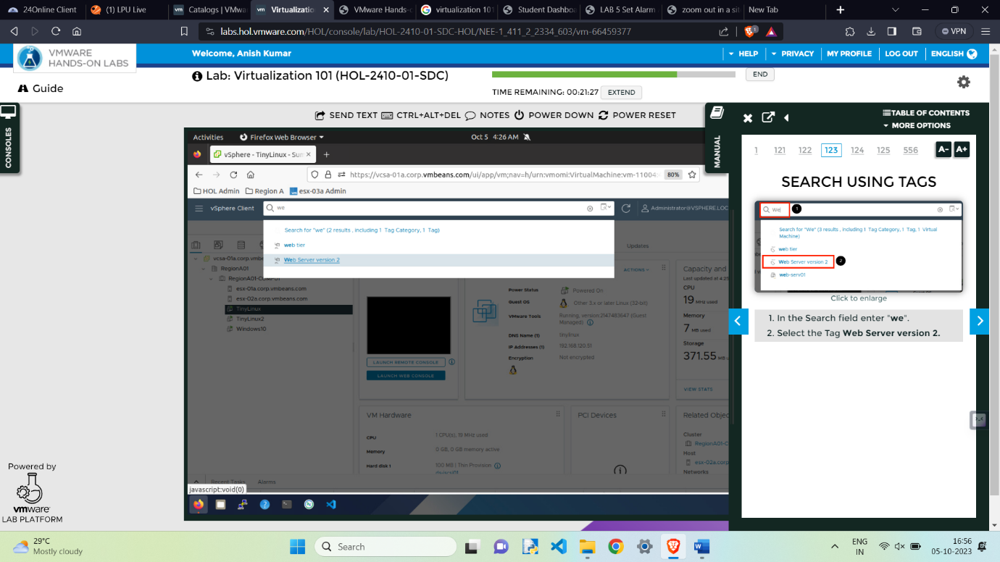 24Online Client
(1) LPU Live
Catalogs | VMwa
Virtualizatio
VMware Hands-o
virtualization 101
Student Dashboa
LAB 5 Set Alarm
zoom out in a sit
New Tab
labs.hol.vmware.com/HOL/console/lab/HOL-2410-01-SDC-HOL/NEE-1_411_2_2334_603/vm-66459377
1
VPN
VMWARE
HANDS-ON LABS
Welcome, Anish Kumar
HELP
PRIVACY
MY PROFILE
LOG OUT
ENGLISH
Lab: Virtualization 101 (HOL-2410-01-SDC)
END
Guide
TIME REMAINING: 00:21:27
EXTEND
SEND TEXT
CTRL+ALT+DEL
NOTES
POWER DOWN
POWER RESET
CONSOLES
Activities
Firefox Web Browser
Oct 5 4:26 AM
vSphere - TinyLinux - Sum
https://vcsa-01a.corp.vmbeans.com/ui/app/vm;nav=h/urn:vmomi:VirtualMachine:vm-11004:
80%
HOL Admin
Region A
esx-03a Admin
vSphere Client
we
Administrator@VSPHERE.LOC
Search for "we" (2 results , including 1 Tag Category, 1 Tag)
web tier
Web Server version 2
Updates
vcsa-01a.corp.vmbe
RegionA01
RegionA01-COMP01
esx-01a.corp.vmbeans.com
esx-02a.corp.vmbeans.com
TinyLinux
TinyLinux2
Windows10
LAUNCH REMOTE CONSOLE
LAUNCH WEB CONSOLE
ACTIONS
Power Status
Powered On
Guest OS
Other 3.x or later Linux (32-bit)
VMware Tools
Running, version:2147483647 (Guest
Managed)
DNS Name (1)
tinylinux
IP Addresses (1)
192.168.120.51
Encryption
Not encrypted
Capacity and
Last updated at 4:25
CPU
19 MHz used
Memory
7 MB used
Storage
371.55 MB u
VIEW STATS
VM Hardware
CPU
1 CPU(s), 19 MHz used
Memory
0 GB, 0 GB memory active
Hard disk 1
100 MB | Thin Provision
PCI Devices
Related Objec
Cluster
RegionA01-C
Host
esx-02a.corp
Networks
Recent Tasks
Alarms
javascript:void(0)
MANUAL
TABLE OF CONTENTS
MORE OPTIONS
1 121 122 123 124 125 556
A- A+
SEARCH USING TAGS
We
1
Search for "We" (3 results , including 1 Tag Category, 1 Tag, 1 Virtual
Machine)
web tier
Web Server version 2
2
web-serv01
Click to enlarge
1. In the Search field enter "we".
2. Select the Tag Web Server version 2.
Powered by
vmware
LAB PLATFORM
29°C
Mostly cloudy
Search
ENG
IN
16:56
05-10-2023